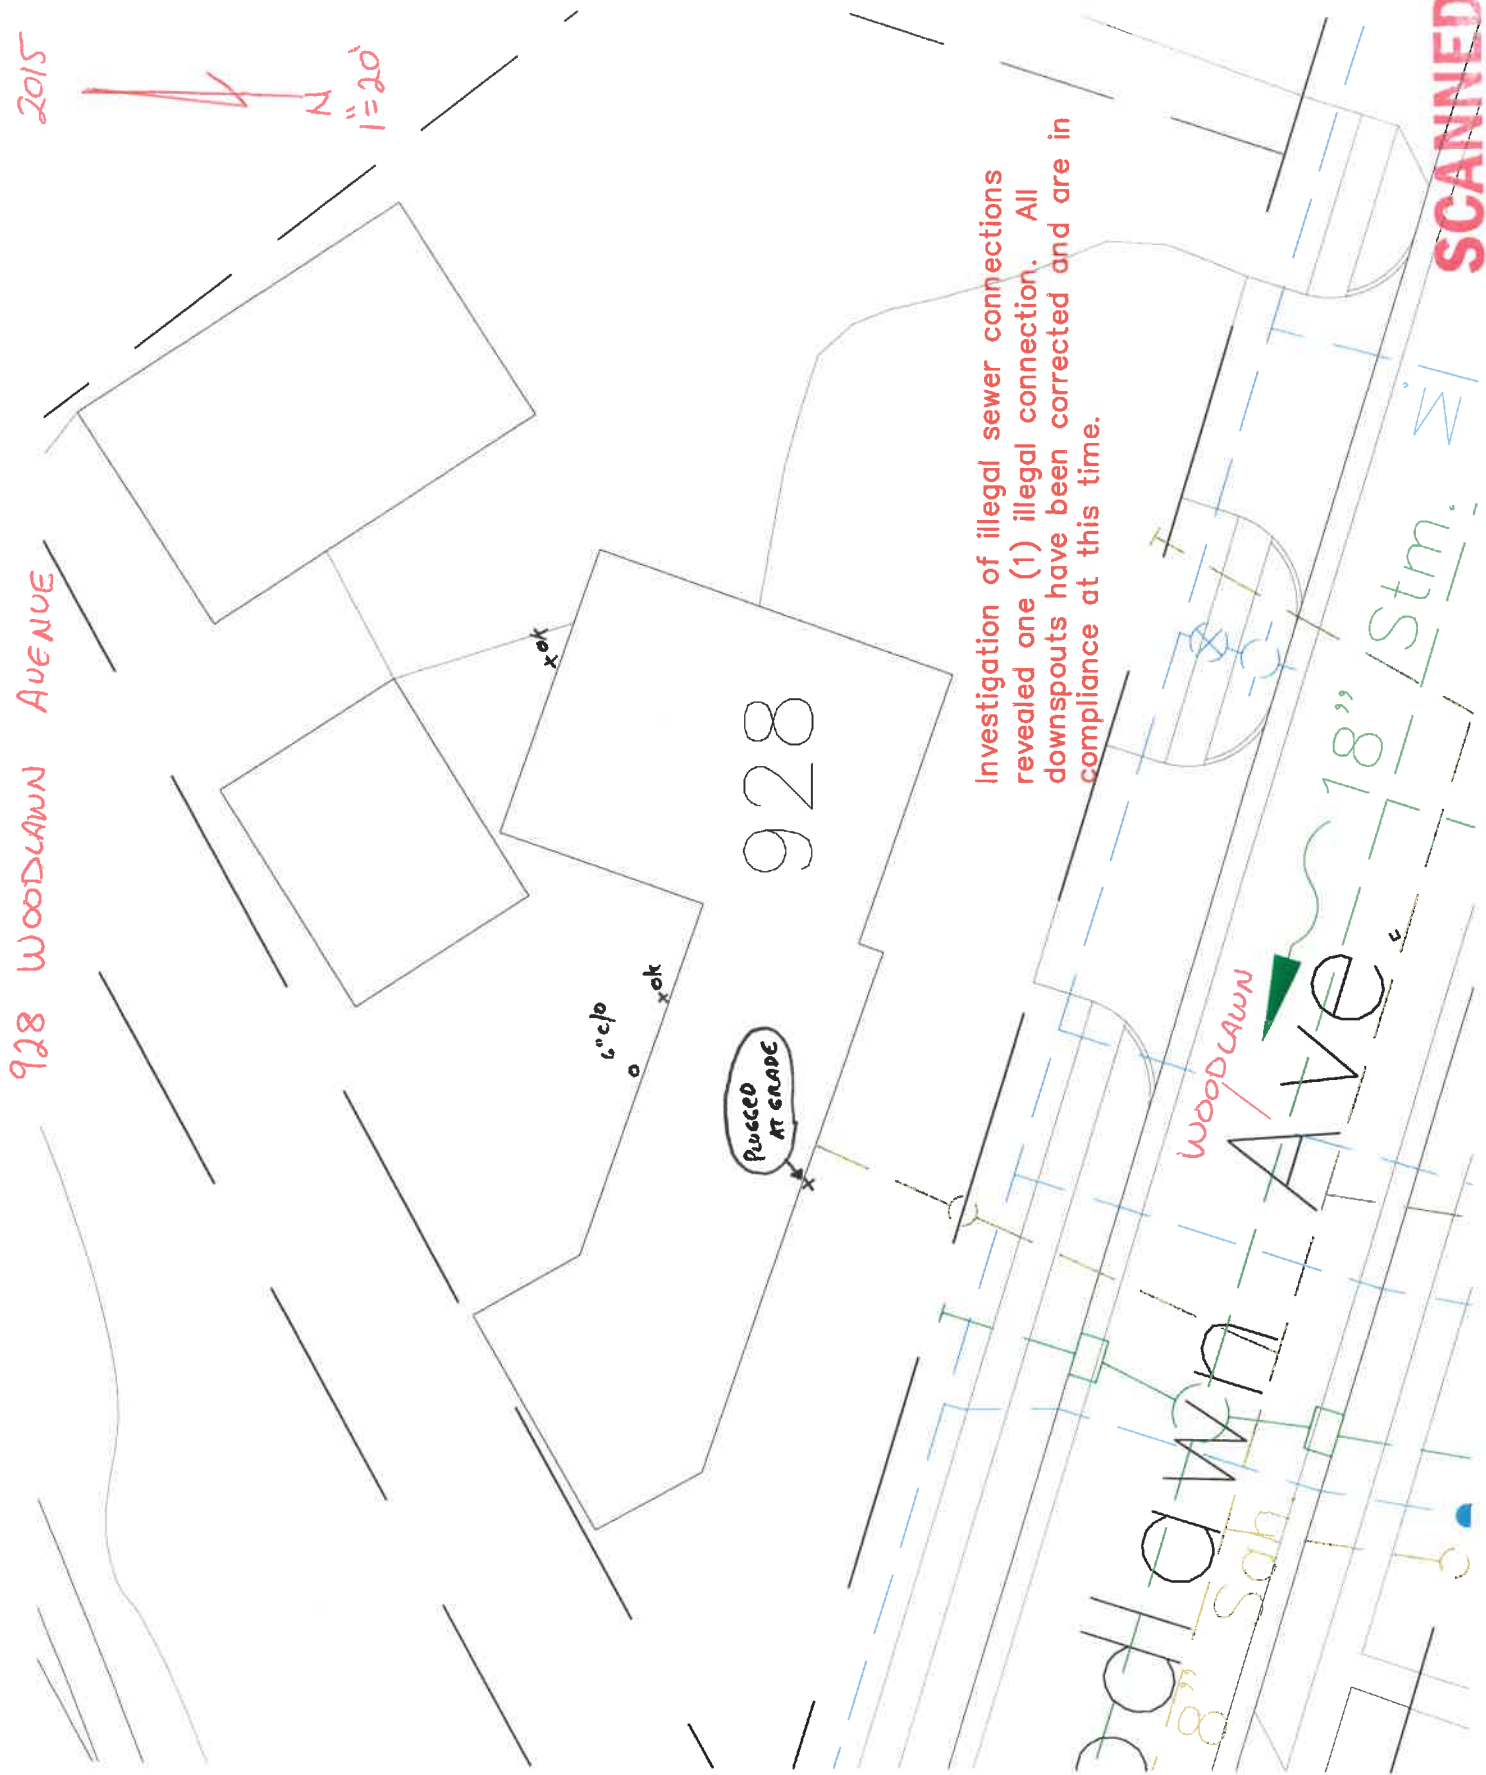 928 WOODLAWN AVENUE
2015
N
1"=20'
x ok
928
x ok
6" c/o
o
PLUGGED
AT GRADE
x
Investigation of illegal sewer connections
revealed one (1) illegal connection. All
downspouts have been corrected and are in
compliance at this time.
WOODLAWN
18" Stm.
8" San
Ave.
SCANNED